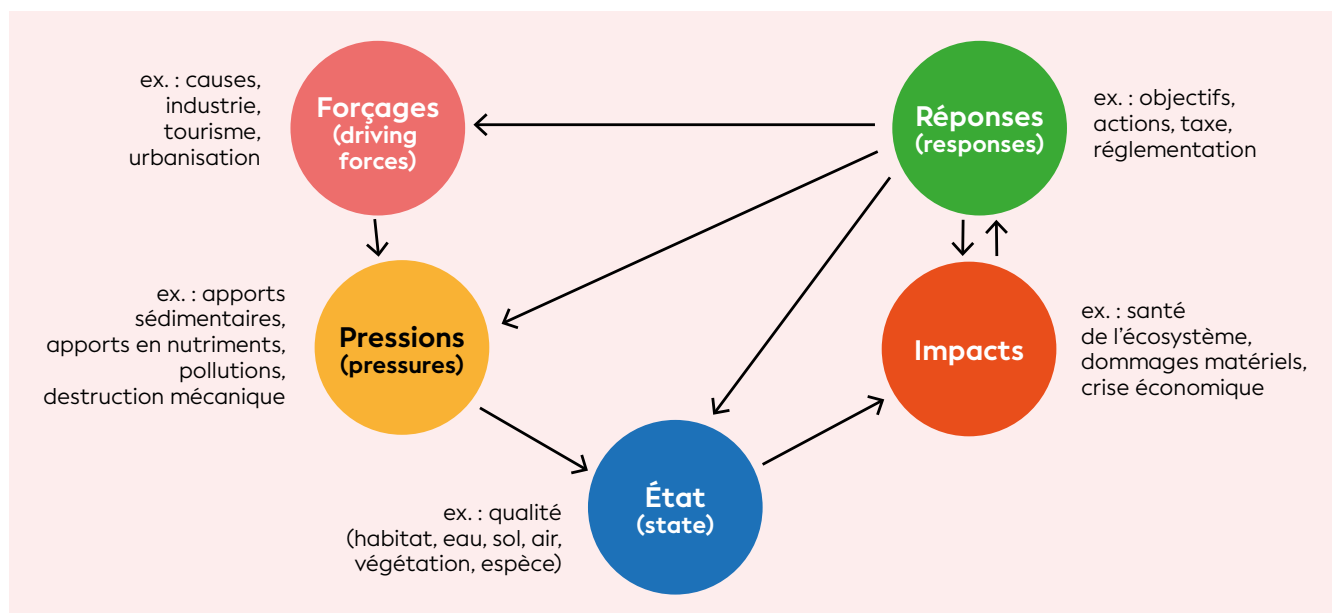 ex. : causes,
industrie,
tourisme,
urbanisation
Forçages
(driving
forces)
Réponses
(responses)
ex. : objectifs,
actions, taxe,
réglementation
ex. : apports
sédimentaires,
apports en nutriments,
pollutions,
destruction mécanique
Pressions
(pressures)
Impacts
ex. : santé
de l’écosystème,
dommages matériels,
crise économique
État
(state)
ex. : qualité
(habitat, eau, sol, air,
végétation, espèce)